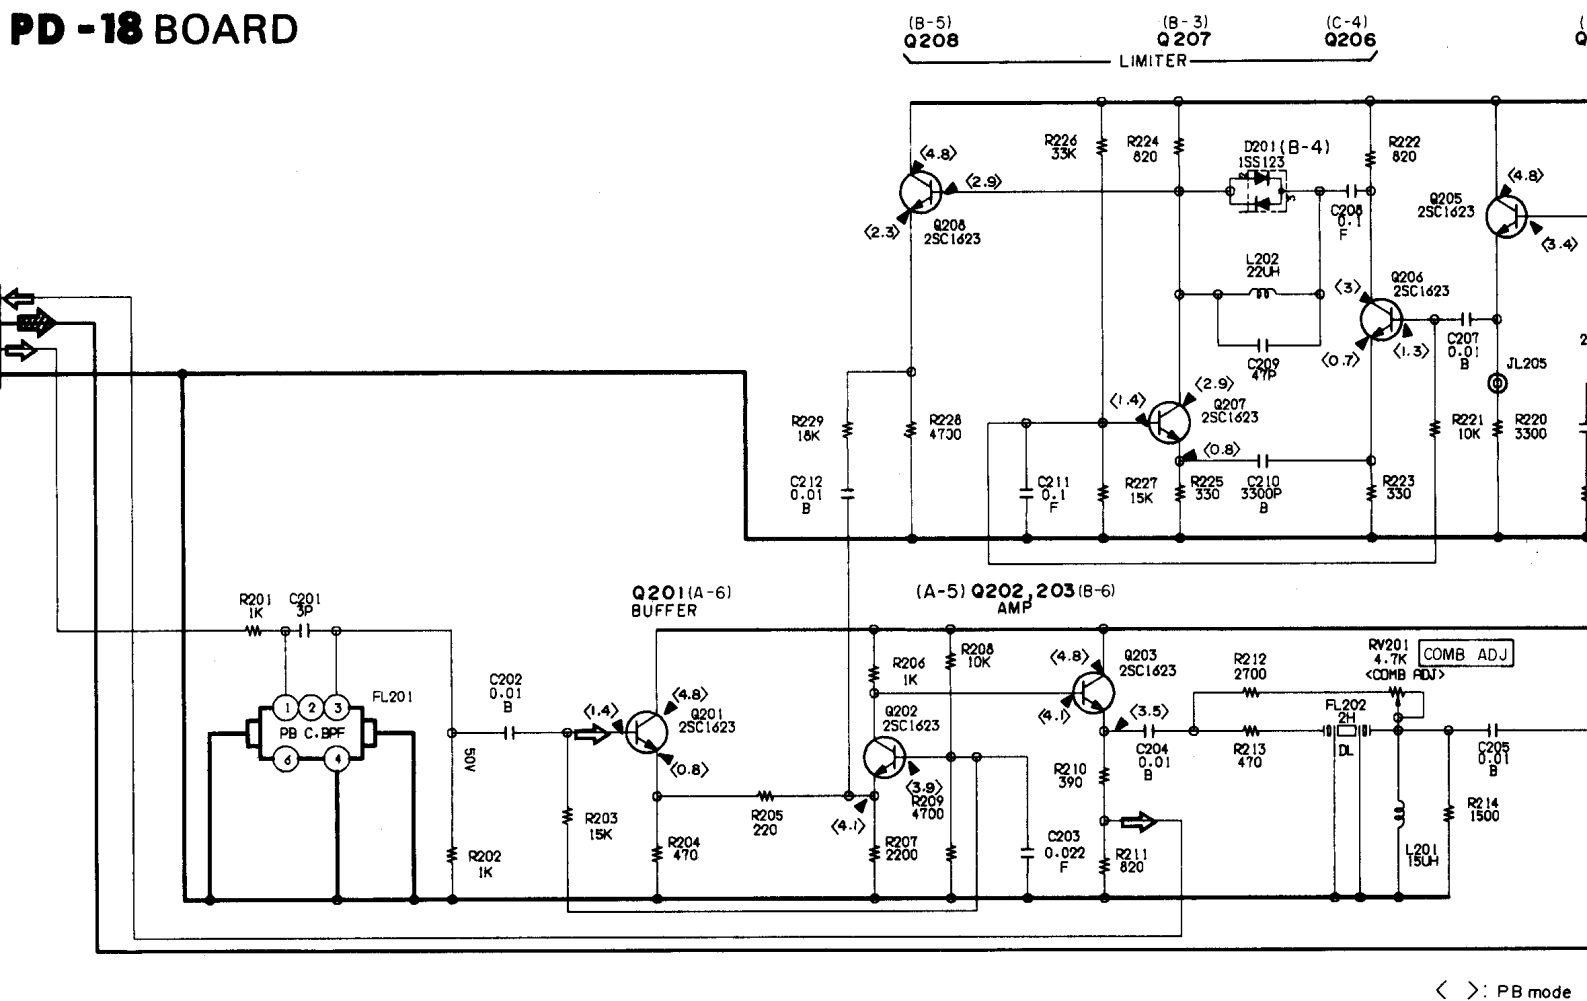 PD-18 BOARD
(B-5)
Q208
(B-3)
Q207
(C-4)
Q206
LIMITER
R226
33K
R224
820
D201(B-4)
1SS123
2
3
R222
820
C208
0.1
F
<4.8>
<2.9>
<2.3>
Q208
2SC1623
Q205
2SC1623
<4.8>
<3.4>
L202
22UH
C209
47P
<3>
Q206
2SC1623
<0.7>
<1.3>
C207
0.01
B
JL205
R229
18K
R228
4700
<1.4>
<2.9>
Q207
2SC1623
<0.8>
R221
10K
R220
3300
C212
0.01
B
C211
0.1
F
R227
15K
R225
330
C210
3300P
B
R223
330
R201
1K
C201
3P
Q201(A-6)
BUFFER
(A-5) Q202,203(B-6)
AMP
FL201
1
2
3
PB C.BPF
6
4
C202
0.01
B
50V
R202
1K
<1.4>
<4.8>
Q201
2SC1623
<0.8>
R203
15K
R204
470
R205
220
R206
1K
R208
10K
Q202
2SC1623
<3.9>
R209
4700
<4.1>
R207
2200
C203
0.022
F
<4.8>
Q203
2SC1623
<4.1>
<3.5>
C204
0.01
B
R210
390
R211
820
R212
2700
R213
470
RV201
4.7K
<COMB ADJ>
COMB ADJ
FL202
2H
DL
C205
0.01
B
R214
1500
L201
15UH
< >: PB mode